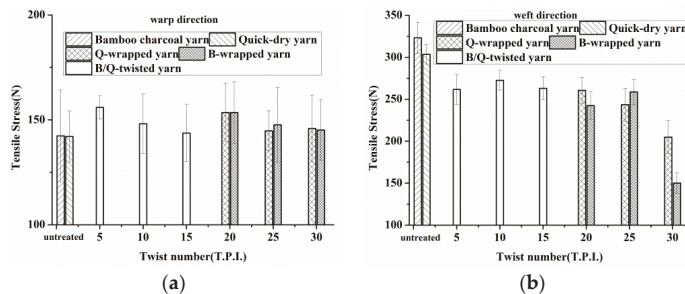 warp direction
Bamboo charcoal yarn Quick-dry yarn
Q-wrapped yarn B-wrapped yarn
B/Q-twisted yarn
Tensile Stress(N)
200
150
100
untreated 5 10 15 20 25 30
Twist number(T.P.I.)
(a)
weft direction
Bamboo charcoal yarn Quick-dry yarn
Q-wrapped yarn B-wrapped yarn
B/Q-twisted yarn
Tensile Stress(N)
350
300
250
200
150
100
untreated 5 10 15 20 25 30
Twist number(T.P.I.)
(b)